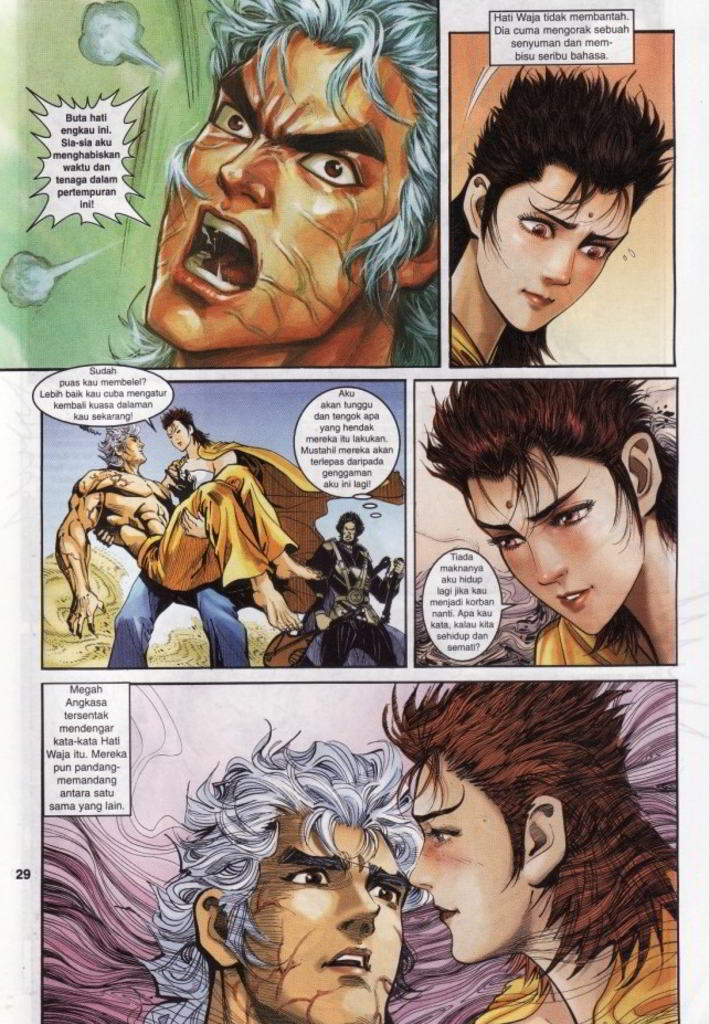 Buta hati
engkau ini.
Sia-sia aku
menghabiskan
waktu dan
tenaga dalam
pertempuran
ini!
Hati Waja tidak membantah.
Dia cuma mengorak sebuah
senyuman dan mem-
bisu seribu bahasa.
Sudah
puas kau membelel?
Lebih baik kau cuba mengatur
kembali kuasa dalaman
kau sekarang!
Aku
akan tunggu
dan tengok apa
yang hendak
mereka itu lakukan.
Mustahil mereka akan
terlepas daripada
genggaman
aku ini lagi!
Tiada
maknanya
aku hidup
lagi jika kau
menjadi korban
nanti. Apa kau
kata, kalau kita
sehidup dan
semati?
Megah
Angkasa
tersentak
mendengar
kata-kata Hati
Waja itu. Mereka
pun pandang-
memandang
antara satu
sama yang lain.
29